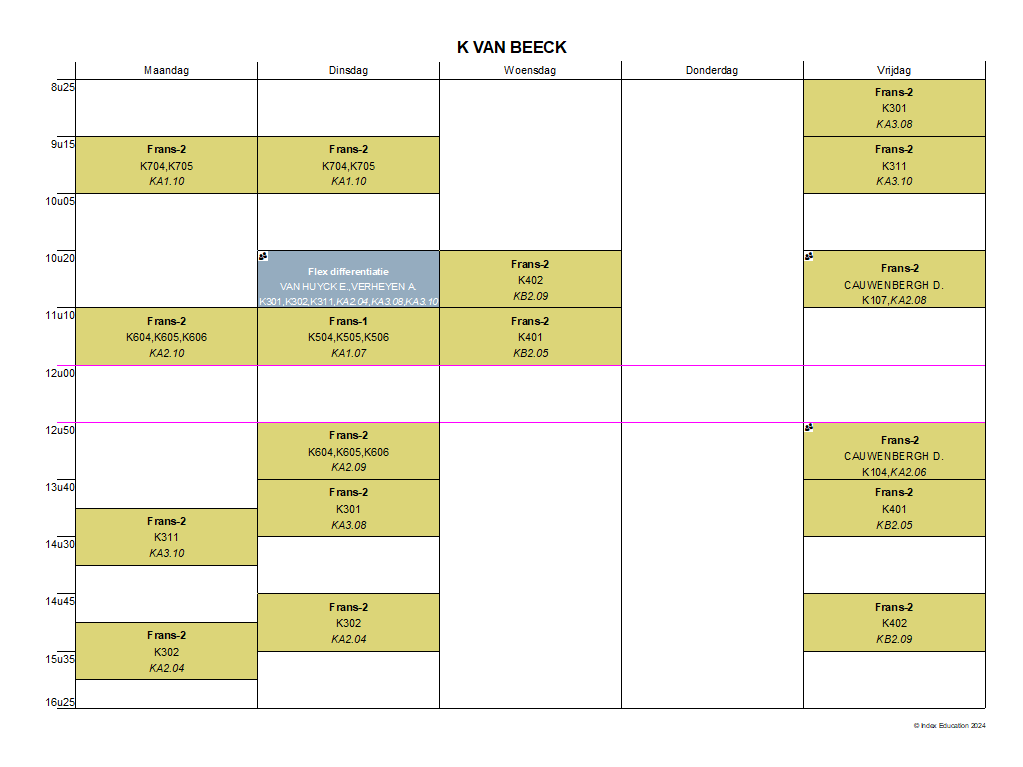 K VAN BEECK
Maandag Dinsdag Woensdag Donderdag Vrijdag
8u25
9u15
10u05
10u20
11u10
12u00
12u50
13u40
14u30
14u45
15u35
16u25
Frans-2
K704,K705
KA1.10
Frans-2
K604,K605,K606
KA2.10
Frans-2
K311
KA3.10
Frans-2
K302
KA2.04
Frans-2
K704,K705
KA1.10
Flex differentiatie
VAN HUYCK E.,VERHEYEN A.
K301,K302,K311,KA2.04,KA3.08,KA3.10
Frans-1
K504,K505,K506
KA1.07
Frans-2
K604,K605,K606
KA2.09
Frans-2
K301
KA3.08
Frans-2
K302
KA2.04
Frans-2
K402
KB2.09
Frans-2
K401
KB2.05
Frans-2
K301
KA3.08
Frans-2
K311
KA3.10
Frans-2
CAUWENBERGH D.
K107,KA2.08
Frans-2
CAUWENBERGH D.
K104,KA2.06
Frans-2
K401
KB2.05
Frans-2
K402
KB2.09
© Index Education 2024